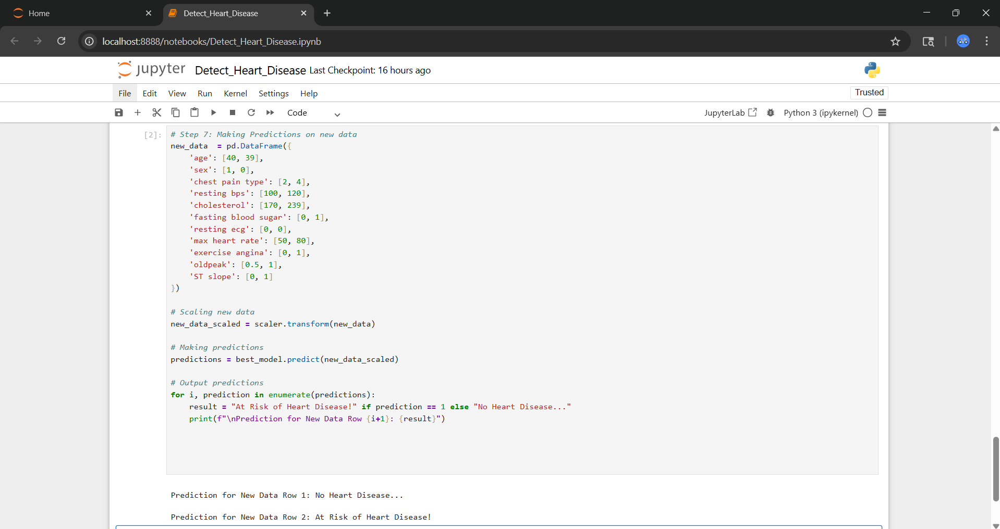 Home
Detect_Heart_Disease
localhost:8888/notebooks/Detect_Heart_Disease.ipynb
jupyter Detect_Heart_Disease Last Checkpoint: 16 hours ago
File Edit View Run Kernel Settings Help Trusted
Code JupyterLab Python 3 (ipykernel)
[2]: # Step 7: Making Predictions on new data
new_data  = pd.DataFrame({
    'age': [40, 39],
    'sex': [1, 0],
    'chest pain type': [2, 4],
    'resting bps': [100, 120],
    'cholesterol': [170, 239],
    'fasting blood sugar': [0, 1],
    'resting ecg': [0, 0],
    'max heart rate': [50, 80],
    'exercise angina': [0, 1],
    'oldpeak': [0.5, 1],
    'ST slope': [0, 1]
})
# Scaling new data
new_data_scaled = scaler.transform(new_data)
# Making predictions
predictions = best_model.predict(new_data_scaled)
# Output predictions
for i, prediction in enumerate(predictions):
    result = "At Risk of Heart Disease!" if prediction == 1 else "No Heart Disease..."
    print(f"\nPrediction for New Data Row {i+1}: {result}")
Prediction for New Data Row 1: No Heart Disease...
Prediction for New Data Row 2: At Risk of Heart Disease!